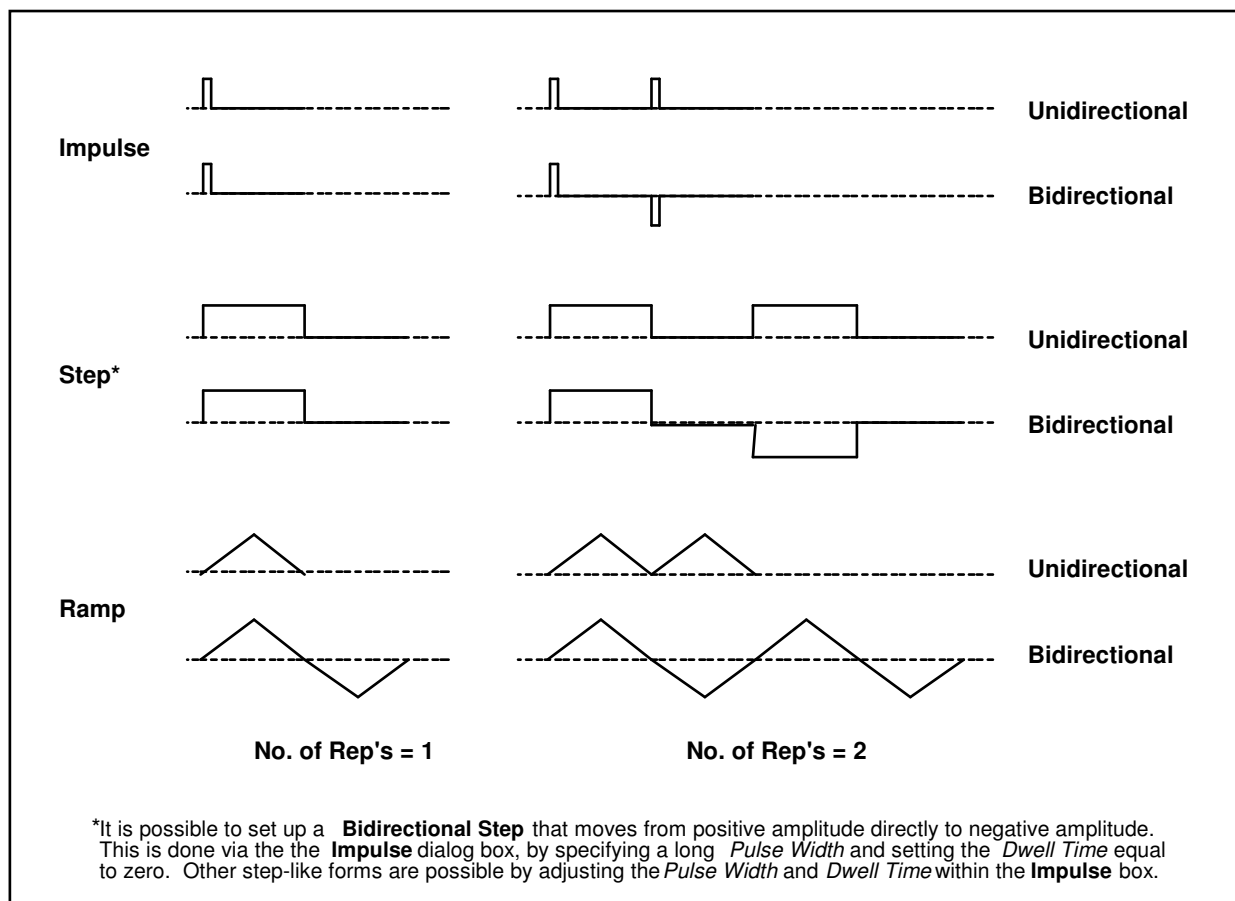 Unidirectional
Impulse
Bidirectional
Unidirectional
Step*
Bidirectional
Unidirectional
Ramp
Bidirectional
No. of Rep's = 1 No. of Rep's = 2
*It is possible to set up a Bidirectional Step that moves from positive amplitude directly to negative amplitude.
This is done via the the Impulse dialog box, by specifying a long Pulse Width and setting the Dwell Time equal
to zero. Other step-like forms are possible by adjusting the Pulse Width and Dwell Time within the Impulse box.